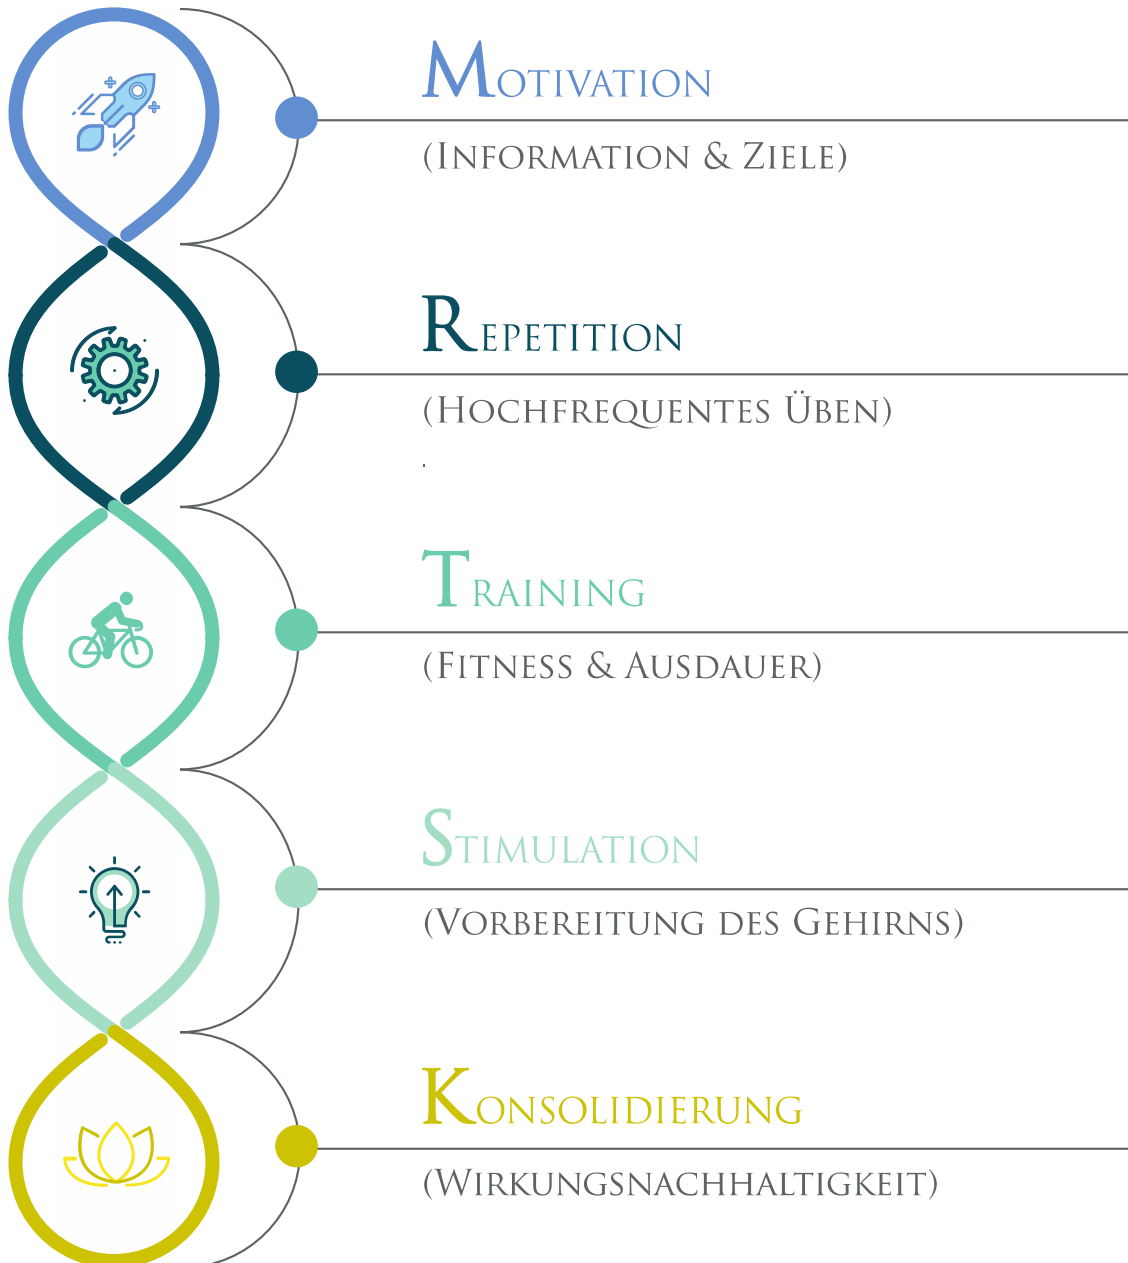 Motivation
(Information & Ziele)
Repetition
(Hochfrequentes Üben)
.
Training
(Fitness & Ausdauer)
Stimulation
(Vorbereitung des Gehirns)
Konsolidierung
(Wirkungsnachhaltigkeit)